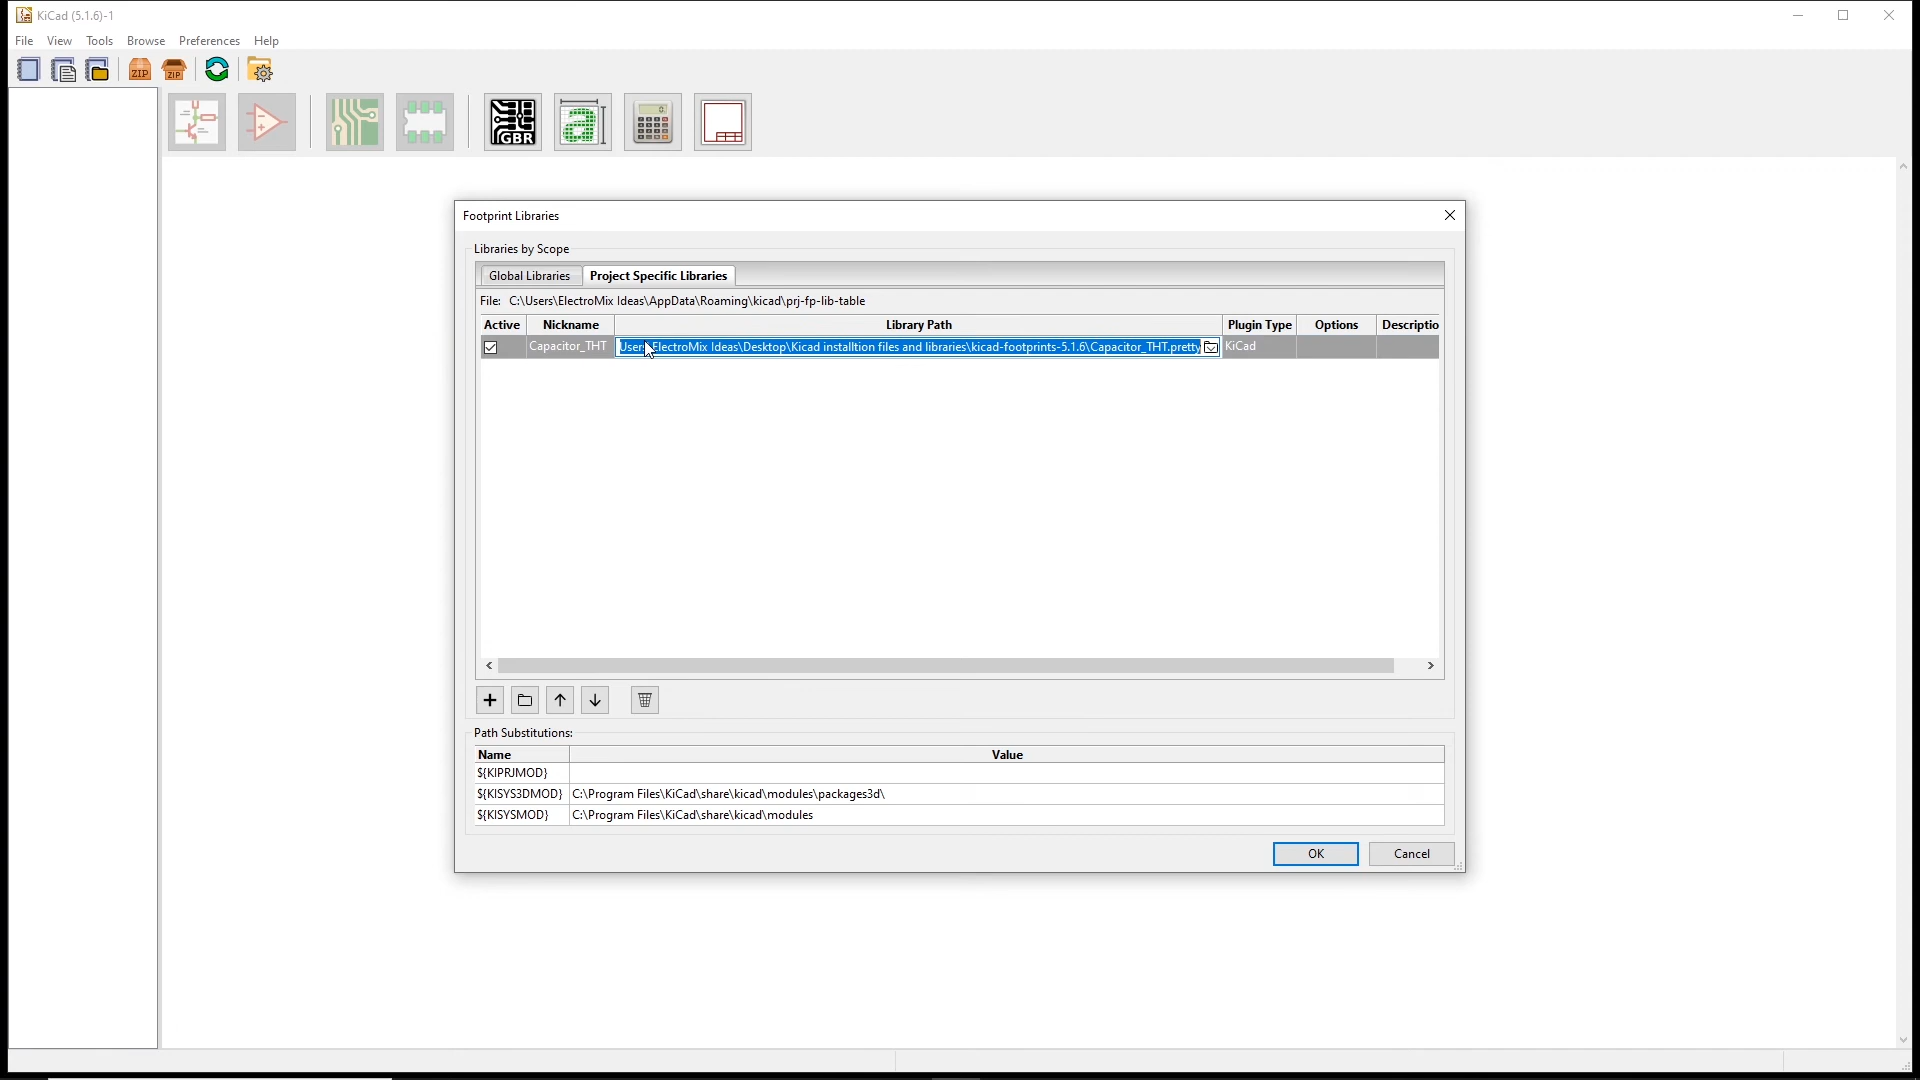 KiCad (5.1.6)-1
File View Tools Browse Preferences Help
ZIP ZIP
GBR a 0.
Footprint Libraries
Libraries by Scope
Global Libraries Project Specific Libraries
File: C:\Users\ElectroMix Ideas\AppData\Roaming\kicad\prj-fp-lib-table
Active Nickname Library Path Plugin Type Options Descriptio
Capacitor_THT Users\ElectroMix Ideas\Desktop\Kicad installtion files and libraries\kicad-footprints-5.1.6\Capacitor_THT.pretty KiCad
Path Substitutions:
Name Value
${KIPRJMOD}
${KISYS3DMOD} C:\Program Files\KiCad\share\kicad\modules\packages3d\
${KISYSMOD} C:\Program Files\KiCad\share\kicad\modules
OK Cancel